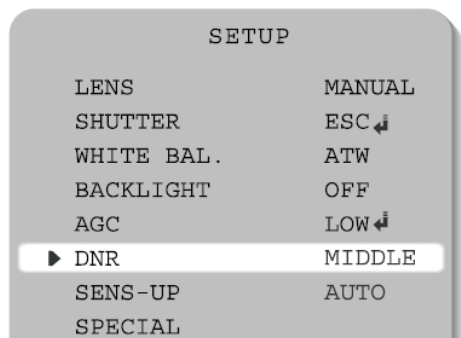 SETUP
LENS MANUAL
SHUTTER ESC↲
WHITE BAL. ATW
BACKLIGHT OFF
AGC LOW↲
DNR MIDDLE
SENS-UP AUTO
SPECIAL